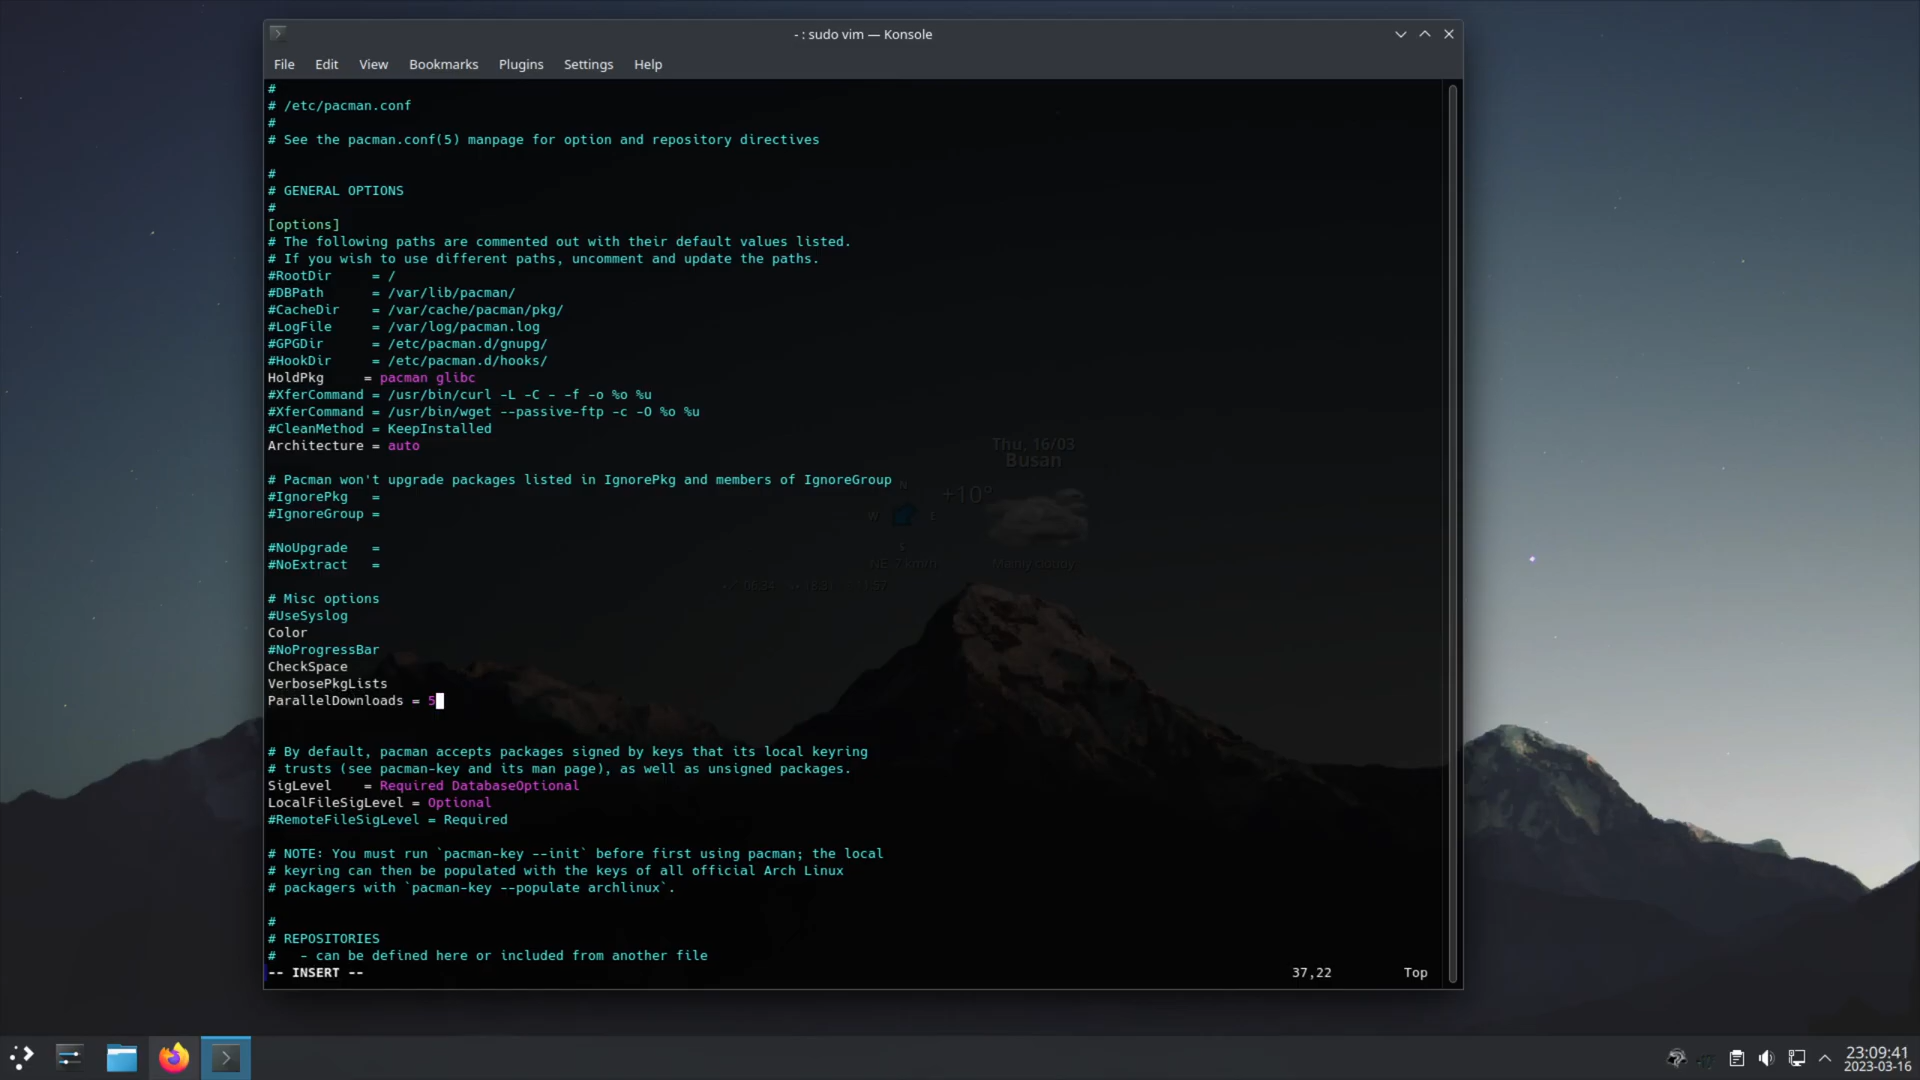 - : sudo vim — Konsole
File Edit View Bookmarks Plugins Settings Help
#
# /etc/pacman.conf
#
# See the pacman.conf(5) manpage for option and repository directives
#
# GENERAL OPTIONS
#
[options]
# The following paths are commented out with their default values listed.
# If you wish to use different paths, uncomment and update the paths.
#RootDir     = /
#DBPath      = /var/lib/pacman/
#CacheDir    = /var/cache/pacman/pkg/
#LogFile     = /var/log/pacman.log
#GPGDir      = /etc/pacman.d/gnupg/
#HookDir     = /etc/pacman.d/hooks/
HoldPkg     = pacman glibc
#XferCommand = /usr/bin/curl -L -C - -f -o %o %u
#XferCommand = /usr/bin/wget --passive-ftp -c -O %o %u
#CleanMethod = KeepInstalled
Architecture = auto
# Pacman won't upgrade packages listed in IgnorePkg and members of IgnoreGroup
#IgnorePkg   =
#IgnoreGroup =
#NoUpgrade   =
#NoExtract   =
# Misc options
#UseSyslog
Color
#NoProgressBar
CheckSpace
VerbosePkgLists
ParallelDownloads = 5
# By default, pacman accepts packages signed by keys that its local keyring
# trusts (see pacman-key and its man page), as well as unsigned packages.
SigLevel    = Required DatabaseOptional
LocalFileSigLevel = Optional
#RemoteFileSigLevel = Required
# NOTE: You must run `pacman-key --init` before first using pacman; the local
# keyring can then be populated with the keys of all official Arch Linux
# packagers with `pacman-key --populate archlinux`.
#
# REPOSITORIES
#   - can be defined here or included from another file
-- INSERT -- 37,22 Top
Thu, 16/03
Busan
N
+10°
W E
S
NE 7 km/h Mainly cloudy
23:09:41
2023-03-16